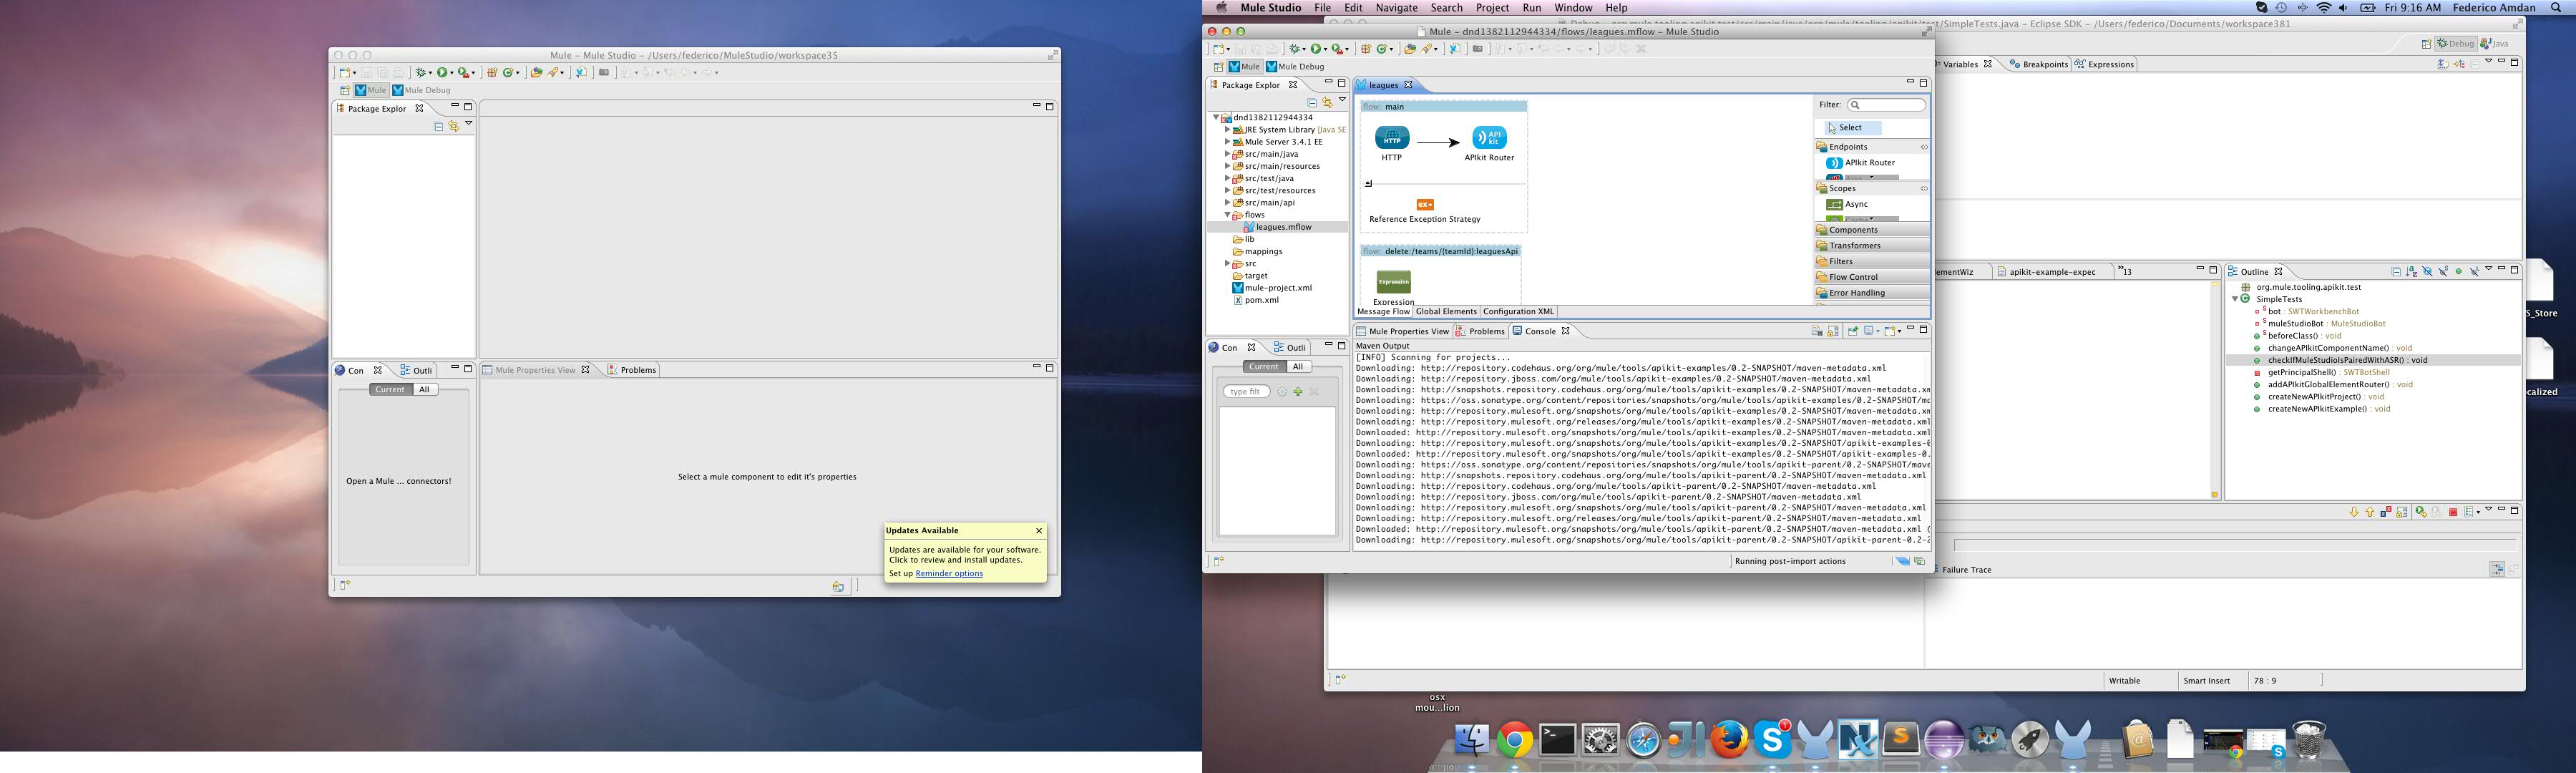 Mule – Mule Studio – /Users/federico/MuleStudio/workspace35
Mule
Mule Debug
Package Explor
Con
Outli
Current
All
Open a Mule ... connectors!
Mule Properties View
Problems
Select a mule component to edit it's properties
Updates Available
Updates are available for your software.
Click to review and install updates.
Set up Reminder options
Mule Studio File Edit Navigate Search Project Run Window Help
Fri 9:16 AM Federico Amdan
Mule – dnd1382112944334/flows/leagues.mflow – Mule Studio
Mule
Mule Debug
Package Explor
dnd1382112944334
JRE System Library [Java SE
Mule Server 3.4.1 EE
src/main/java
src/main/resources
src/test/java
src/test/resources
src/main/api
flows
leagues.mflow
lib
mappings
src
target
mule-project.xml
pom.xml
Con
Outli
Current
All
type filt
leagues
flow: main
HTTP
HTTP
API kit
APIkit Router
ex
Reference Exception Strategy
flow: delete:/teams/{teamId}:leaguesApi
Expression
Expression
Filter:
Select
Endpoints
APIkit Router
Scopes
Async
Components
Transformers
Filters
Flow Control
Error Handling
Message Flow
Global Elements
Configuration XML
Mule Properties View
Problems
Console
Maven Output
[INFO] Scanning for projects...
Downloading: http://repository.codehaus.org/org/mule/tools/apikit-examples/0.2-SNAPSHOT/maven-metadata.xml
Downloading: http://repository.jboss.com/org/mule/tools/apikit-examples/0.2-SNAPSHOT/maven-metadata.xml
Downloading: http://snapshots.repository.codehaus.org/org/mule/tools/apikit-examples/0.2-SNAPSHOT/maven-metadata.xm
Downloading: https://oss.sonatype.org/content/repositories/snapshots/org/mule/tools/apikit-examples/0.2-SNAPSHOT/ma
Downloading: http://repository.mulesoft.org/snapshots/org/mule/tools/apikit-examples/0.2-SNAPSHOT/maven-metadata.xm
Downloading: http://repository.mulesoft.org/releases/org/mule/tools/apikit-examples/0.2-SNAPSHOT/maven-metadata.xml
Downloaded: http://repository.mulesoft.org/snapshots/org/mule/tools/apikit-examples/0.2-SNAPSHOT/maven-metadata.xml
Downloading: http://repository.mulesoft.org/snapshots/org/mule/tools/apikit-examples/0.2-SNAPSHOT/apikit-examples-0
Downloaded: http://repository.mulesoft.org/snapshots/org/mule/tools/apikit-examples/0.2-SNAPSHOT/apikit-examples-0.
Downloading: https://oss.sonatype.org/content/repositories/snapshots/org/mule/tools/apikit-parent/0.2-SNAPSHOT/mave
Downloading: http://snapshots.repository.codehaus.org/org/mule/tools/apikit-parent/0.2-SNAPSHOT/maven-metadata.xml
Downloading: http://repository.codehaus.org/org/mule/tools/apikit-parent/0.2-SNAPSHOT/maven-metadata.xml
Downloading: http://repository.jboss.com/org/mule/tools/apikit-parent/0.2-SNAPSHOT/maven-metadata.xml
Downloading: http://repository.mulesoft.org/snapshots/org/mule/tools/apikit-parent/0.2-SNAPSHOT/maven-metadata.xml
Downloading: http://repository.mulesoft.org/releases/org/mule/tools/apikit-parent/0.2-SNAPSHOT/maven-metadata.xml
Downloaded: http://repository.mulesoft.org/snapshots/org/mule/tools/apikit-parent/0.2-SNAPSHOT/maven-metadata.xml (
Downloading: http://repository.mulesoft.org/snapshots/org/mule/tools/apikit-parent/0.2-SNAPSHOT/apikit-parent-0.2-2
Running post-import actions
/SimpleTests.java – Eclipse SDK – /Users/federico/Documents/workspace381
Debug
Java
Variables
Breakpoints
Expressions
lementWiz
apikit-example-expec
»13
Outline
org.mule.tooling.apikit.test
SimpleTests
bot : SWTWorkbenchBot
muleStudioBot : MuleStudioBot
beforeClass() : void
changeAPIkitComponentName() : void
checkIfMuleStudioIsPairedWithASR() : void
getPrincipalShell() : SWTBotShell
addAPIkitGlobalElementRouter() : void
createNewAPIkitProject() : void
createNewAPIkitExample() : void
Failure Trace
Writable
Smart Insert
78 : 9
S_Store
calized
osx
mou...lion